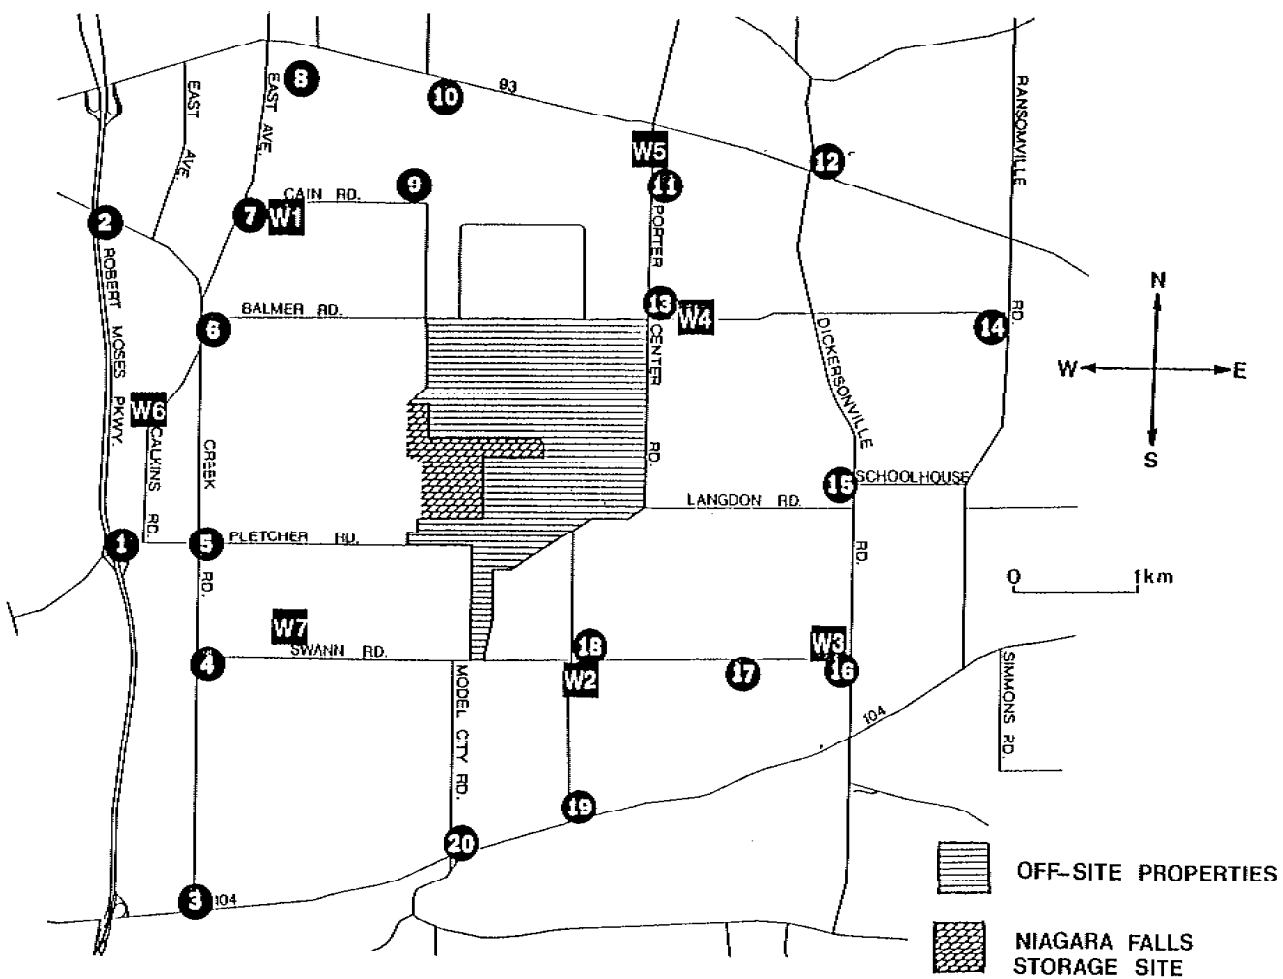 8
10
93
EAST AVE.
EAST AVE.
RANSOMVILLE RD.
W5
12
9
11
CAIN RD.
7
W1
2
PORTER CENTER RD.
N
13
W4
BALMER RD.
6
14
ROBERT MOSES PKWY.
DICKERSONVILLE RD.
W E
W6
S
CALKINS RD.
CREEK RD.
15
SCHOOLHOUSE
LANGDON RD.
1
5
PLETCHER RD.
0 1km
W7
18
W3
SWANN RD.
4
W2
17
16
SIMMONS RD.
MODEL CTY RD.
104
19
20
3
104
OFF-SITE PROPERTIES
NIAGARA FALLS
STORAGE SITE